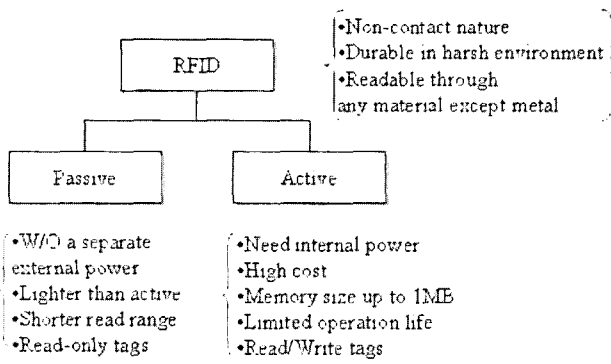 RFID
•Non-contact nature
•Durable in harsh environment
•Readable through
any material except metal
Passive
Active
•W/O a separate
external power
•Lighter than active
•Shorter read range
•Read-only tags
•Need internal power
•High cost
•Memory size up to 1MB
•Limited operation life
•Read/Write tags